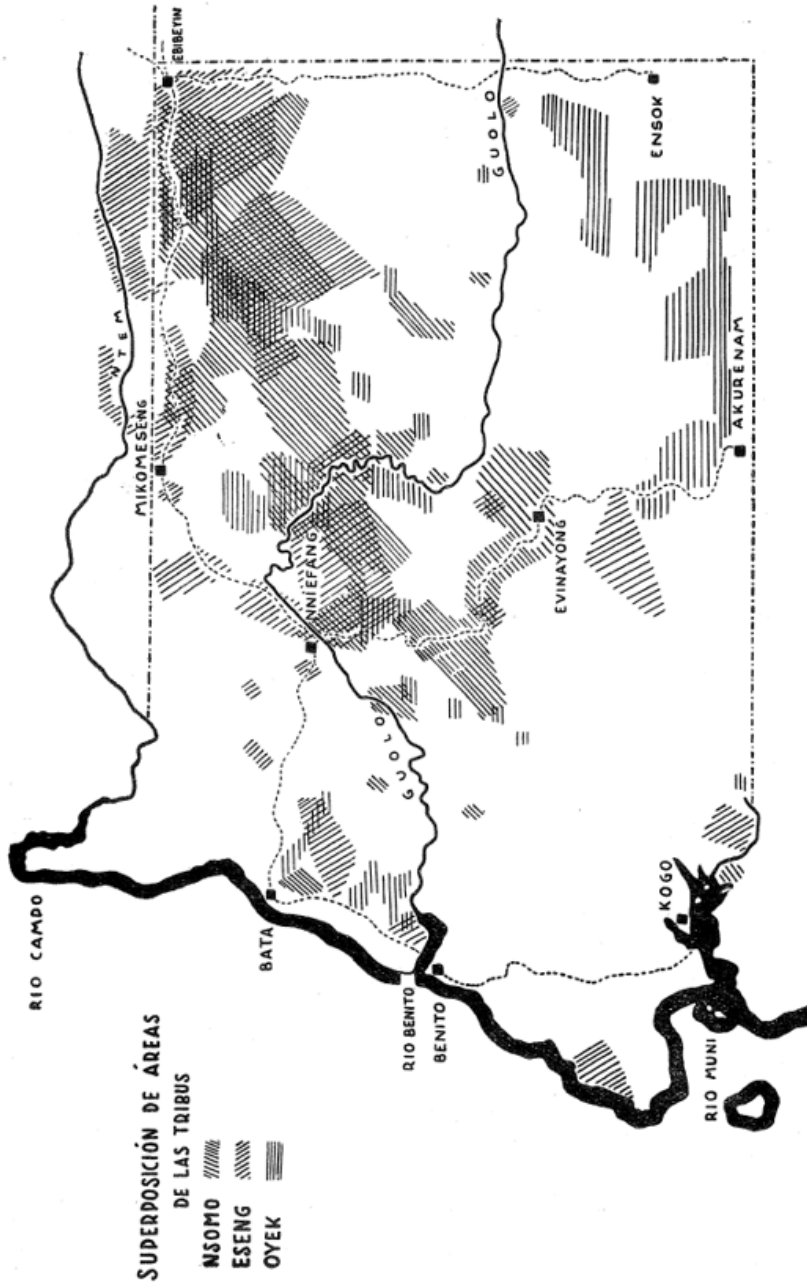 SUPERPOSICIÓN DE ÁREAS
DE LAS TRIBUS
NSOMO
ESENG
OYEK
RIO CAMPO
BATA
RIO BENITO
BENITO
RIO MUNI
KOGO
GUOLO
NNIEFANG
EVINAYONG
MIKOMESENG
NTEM
AKURENAM
GUOLO
ENSOK
EBIBEYIN